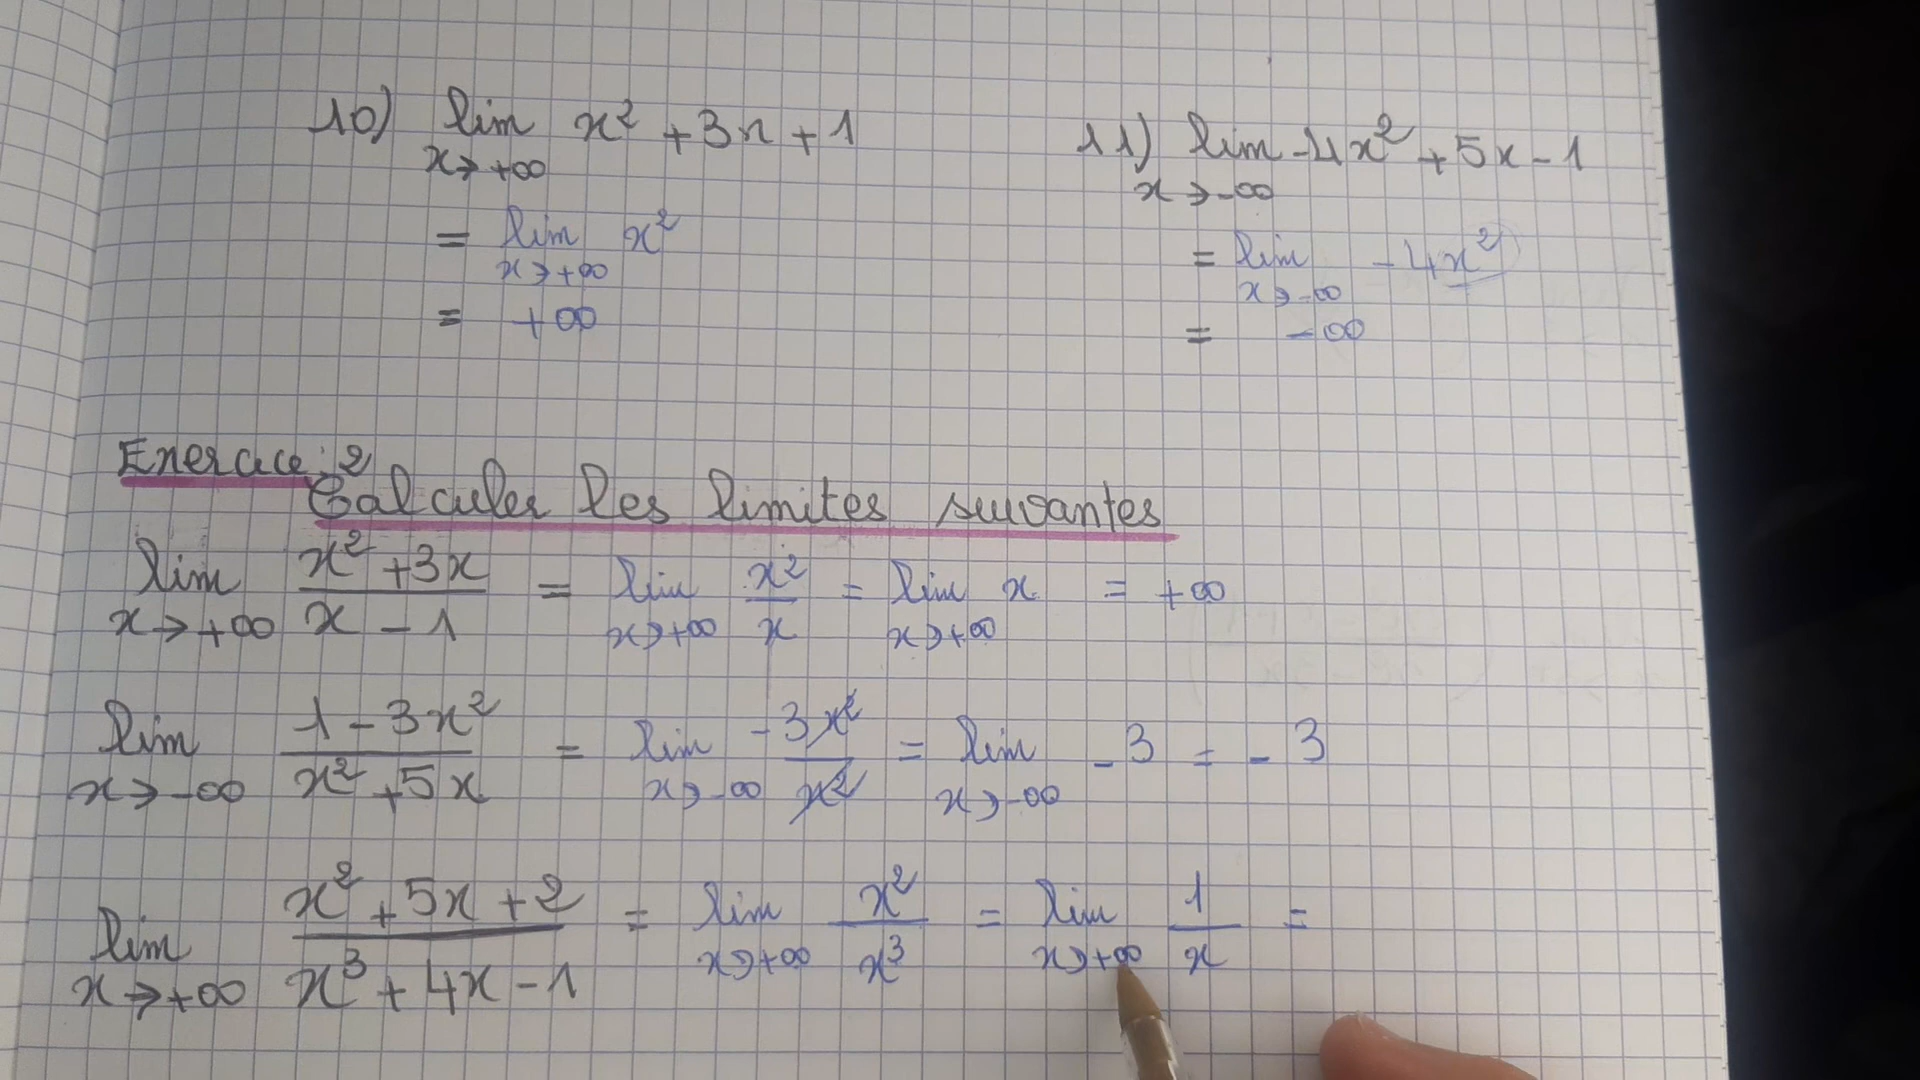 10) lim x² + 3x + 1
x→+∞
= lim x²
x→+∞
= +∞
11) lim -4x² + 5x - 1
x→-∞
= lim -4x²
x→-∞
= -∞
Exercice: 2
Calculer les limites suivantes
lim (x² + 3x)/(x - 1) = lim x²/x = lim x = +∞
x→+∞ x→+∞ x→+∞
lim (1 - 3x²)/(x² + 5x) = lim -3x²/x² = lim -3 = -3
x→-∞ x→-∞ x→-∞
lim (x² + 5x + 2)/(x³ + 4x - 1) = lim x²/x³ = lim 1/x =
x→+∞ x→+∞ x→+∞